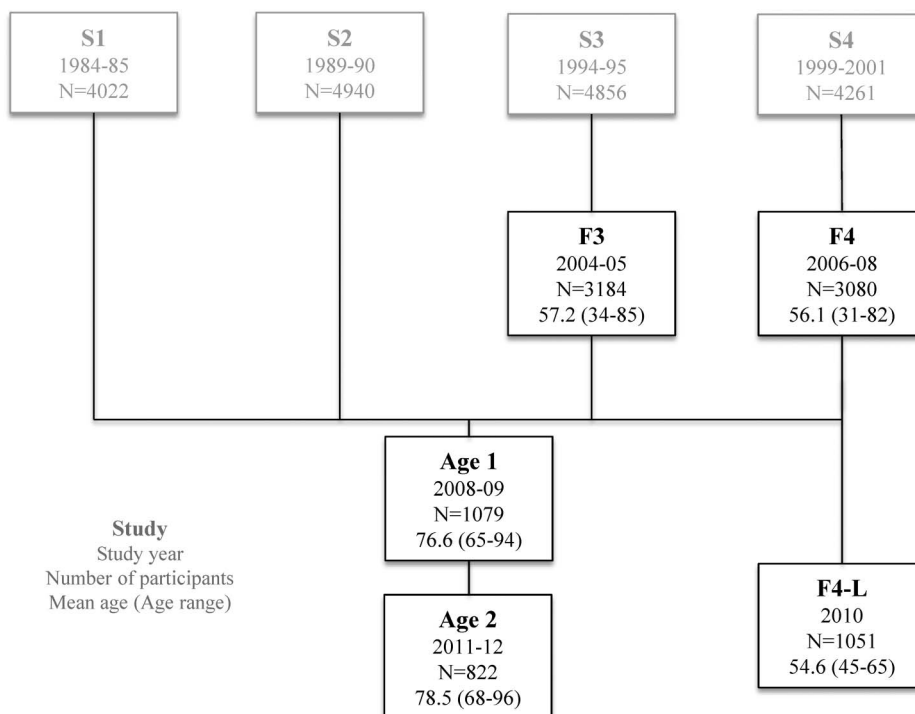 S1
1984-85
N=4022
S2
1989-90
N=4940
S3
1994-95
N=4856
S4
1999-2001
N=4261
F3
2004-05
N=3184
57.2 (34-85)
F4
2006-08
N=3080
56.1 (31-82)
Age 1
2008-09
N=1079
76.6 (65-94)
Study
Study year
Number of participants
Mean age (Age range)
Age 2
2011-12
N=822
78.5 (68-96)
F4-L
2010
N=1051
54.6 (45-65)